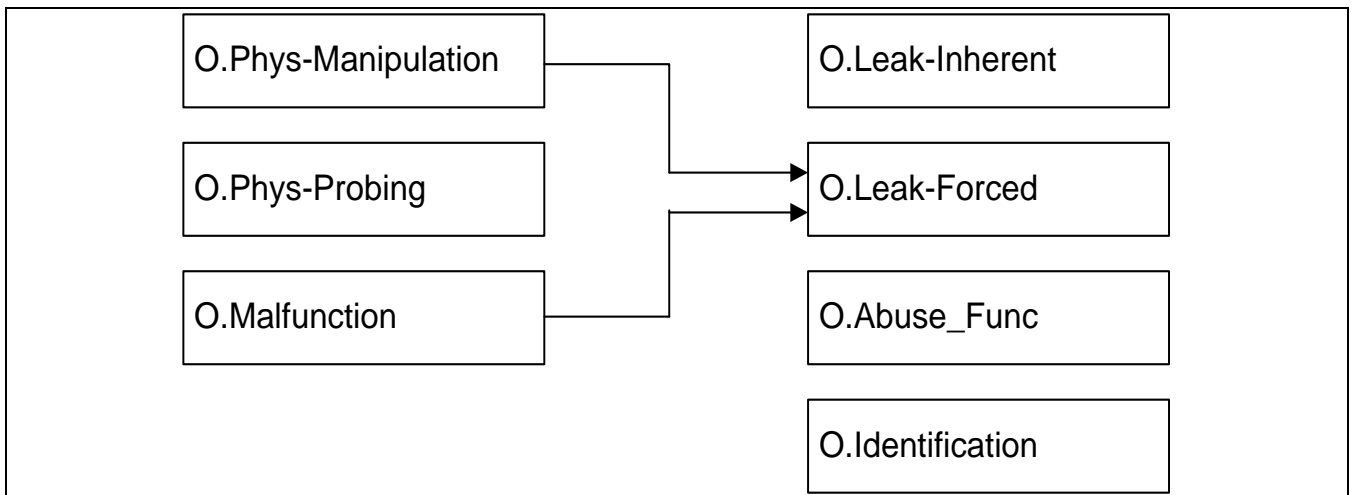 O.Phys-Manipulation
O.Leak-Inherent
O.Phys-Probing
O.Leak-Forced
O.Malfunction
O.Abuse_Func
O.Identification